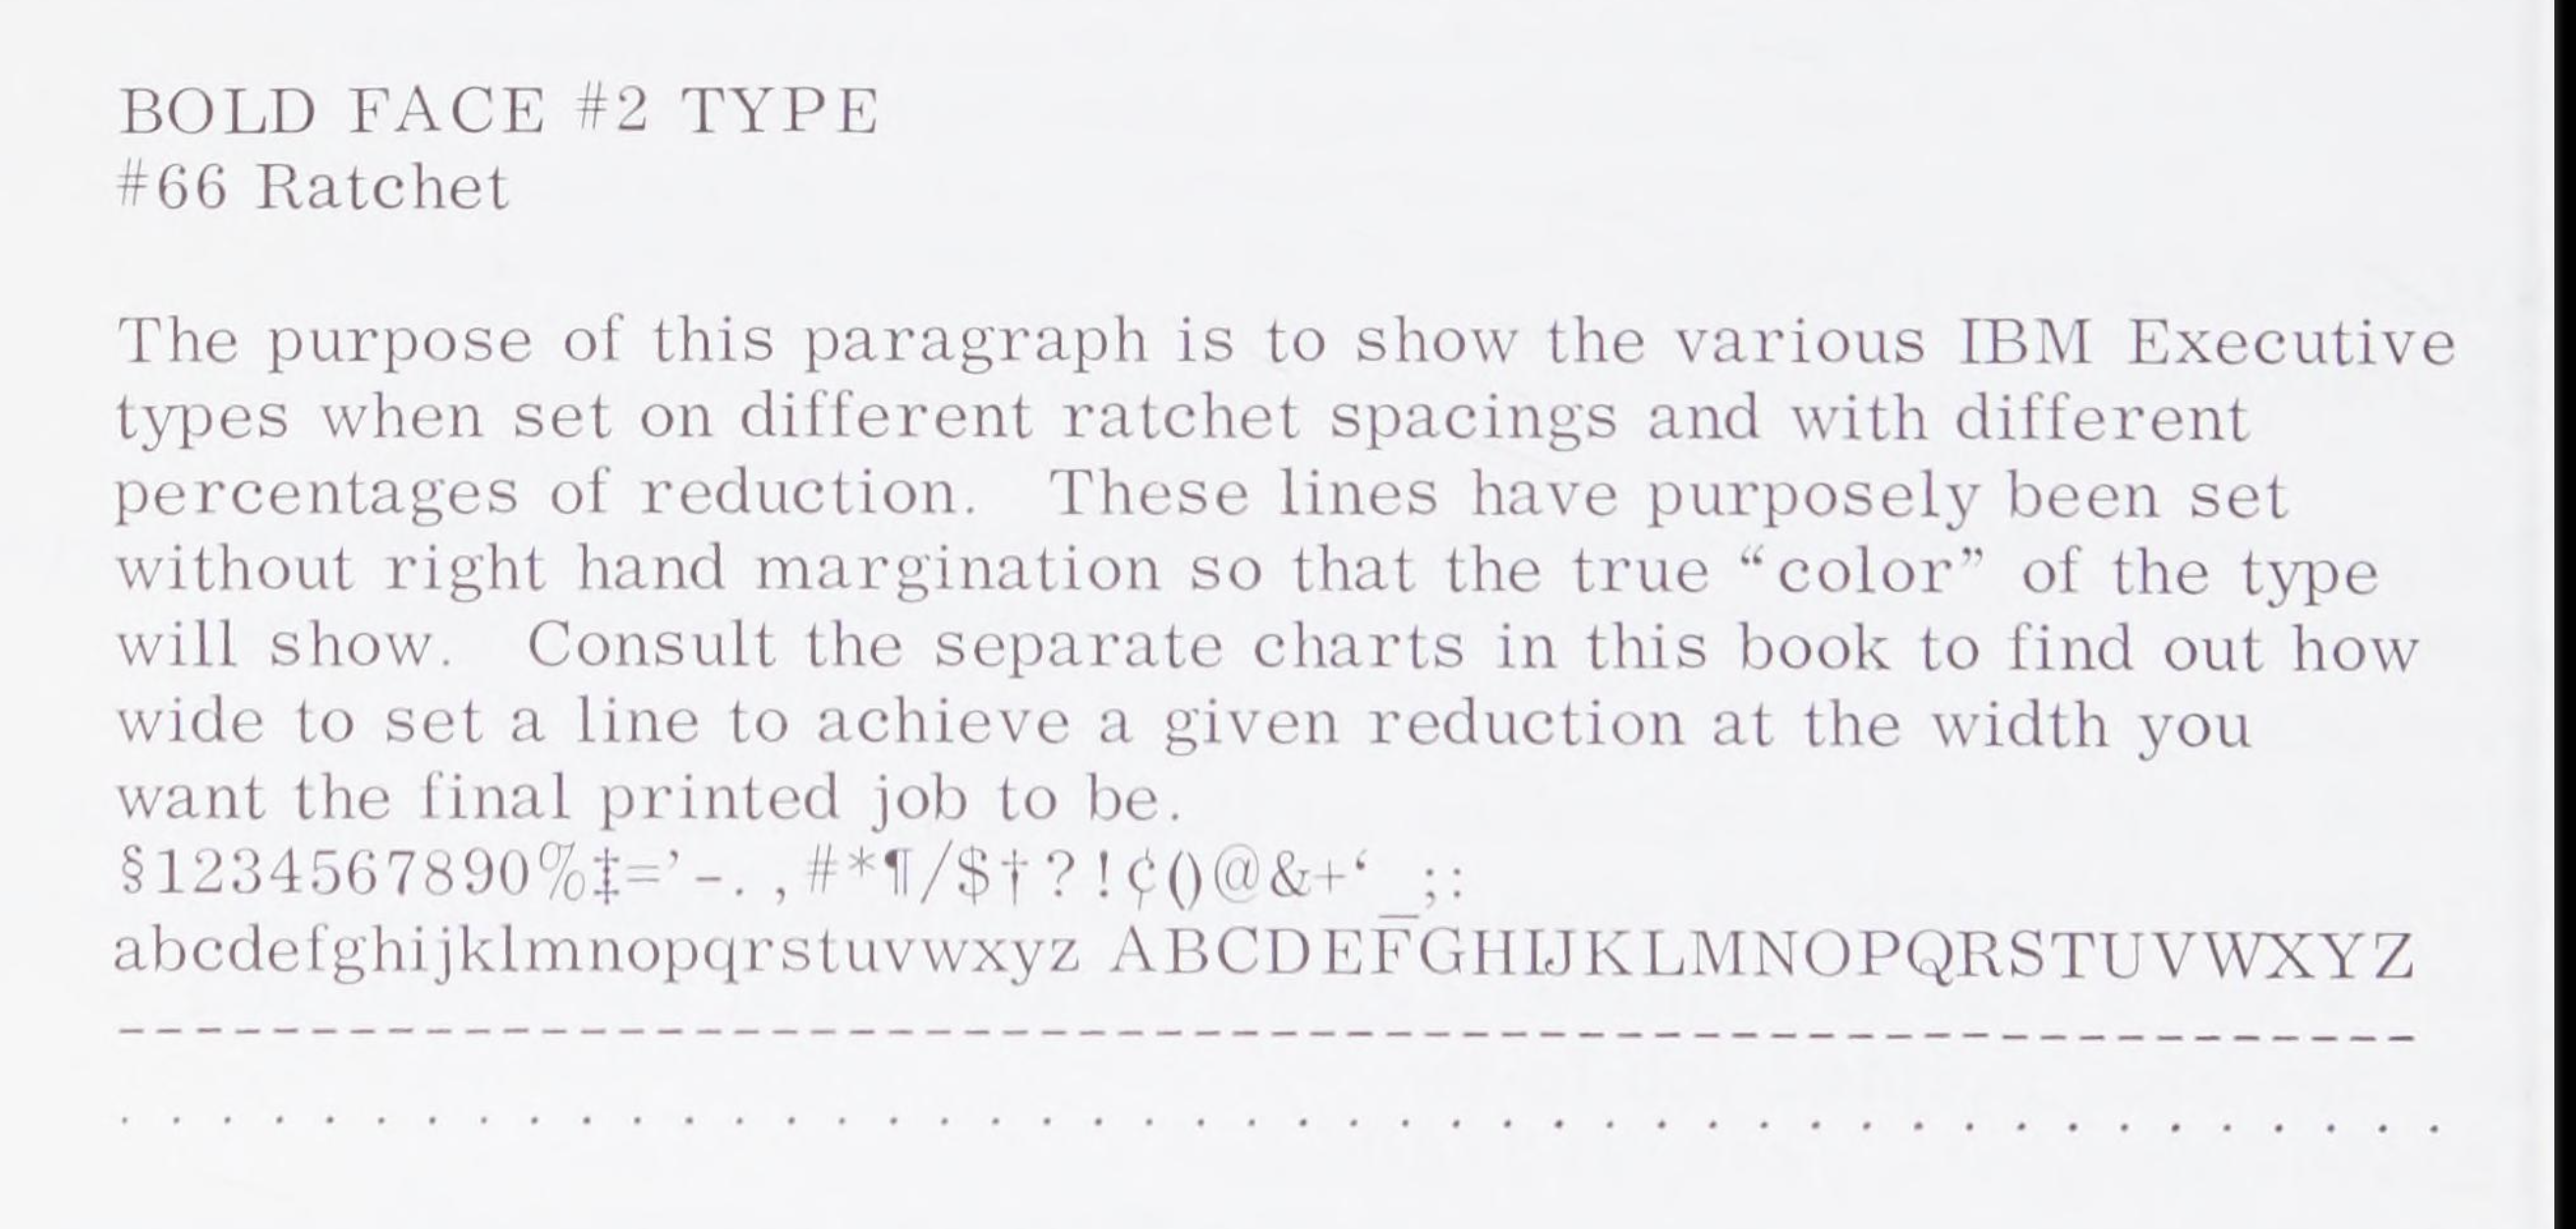 BOLD FACE #2 TYPE
#66 Ratchet
The purpose of this paragraph is to show the various IBM Executive
types when set on different ratchet spacings and with different
percentages of reduction.  These lines have purposely been set
without right hand margination so that the true “color” of the type
will show.  Consult the separate charts in this book to find out how
wide to set a line to achieve a given reduction at the width you
want the final printed job to be.
§1234567890%‡=’-.,#*¶/$†?!¢()@&+‘_;:
abcdefghijklmnopqrstuvwxyz ABCDEFGHIJKLMNOPQRSTUVWXYZ
------------------------------------------------------------
. . . . . . . . . . . . . . . . . . . . . . . . . . . . . . . . . . . . . . . . . . . . . .